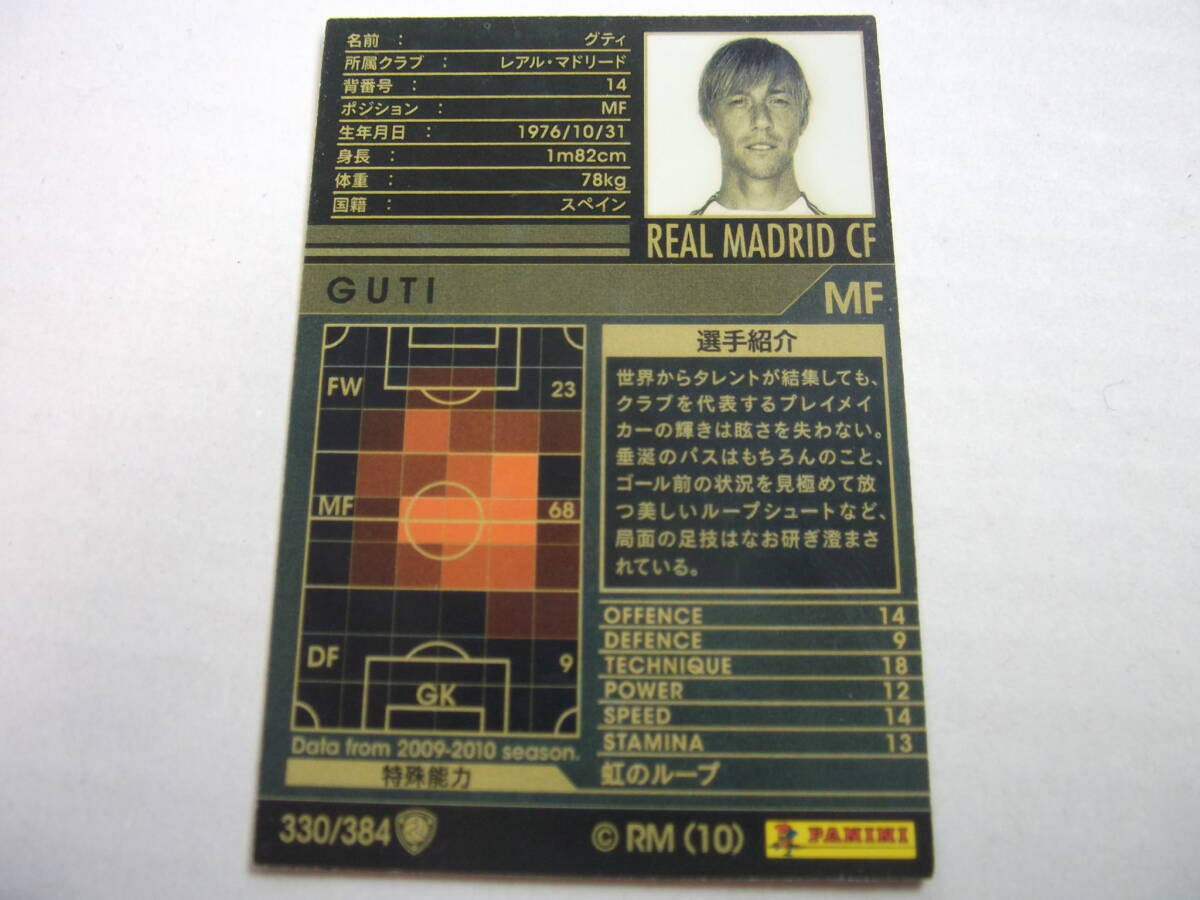 名前 : グティ
所属クラブ : レアル・マドリード
背番号 : 14
ポジション : MF
生年月日 : 1976/10/31
身長 : 1m82cm
体重 : 78kg
国籍 : スペイン
REAL MADRID CF
GUTI
MF
FW 23
MF 68
DF 9
GK
Data from 2009-2010 season.
選手紹介
世界からタレントが結集しても、
クラブを代表するプレイメイ
カーの輝きは眩さを失わない。
垂涎のパスはもちろんのこと、
ゴール前の状況を見極めて放
つ美しいループシュートなど、
局面の足技はなお研ぎ澄まさ
れている。
OFFENCE 14
DEFENCE 9
TECHNIQUE 18
POWER 12
SPEED 14
STAMINA 13
特殊能力 虹のループ
330/384
© RM (10)
PANINI